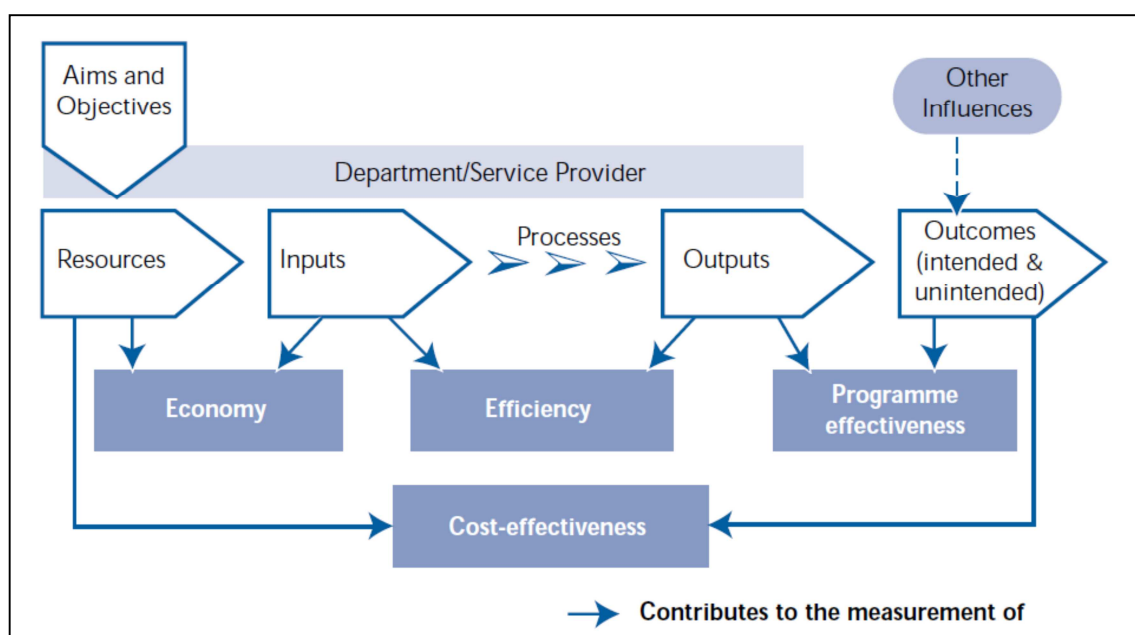 Aims and
Objectives
Other
Influences
Department/Service Provider
Resources
Inputs
Processes
Outputs
Outcomes
(intended &
unintended)
Economy
Efficiency
Programme
effectiveness
Cost-effectiveness
Contributes to the measurement of